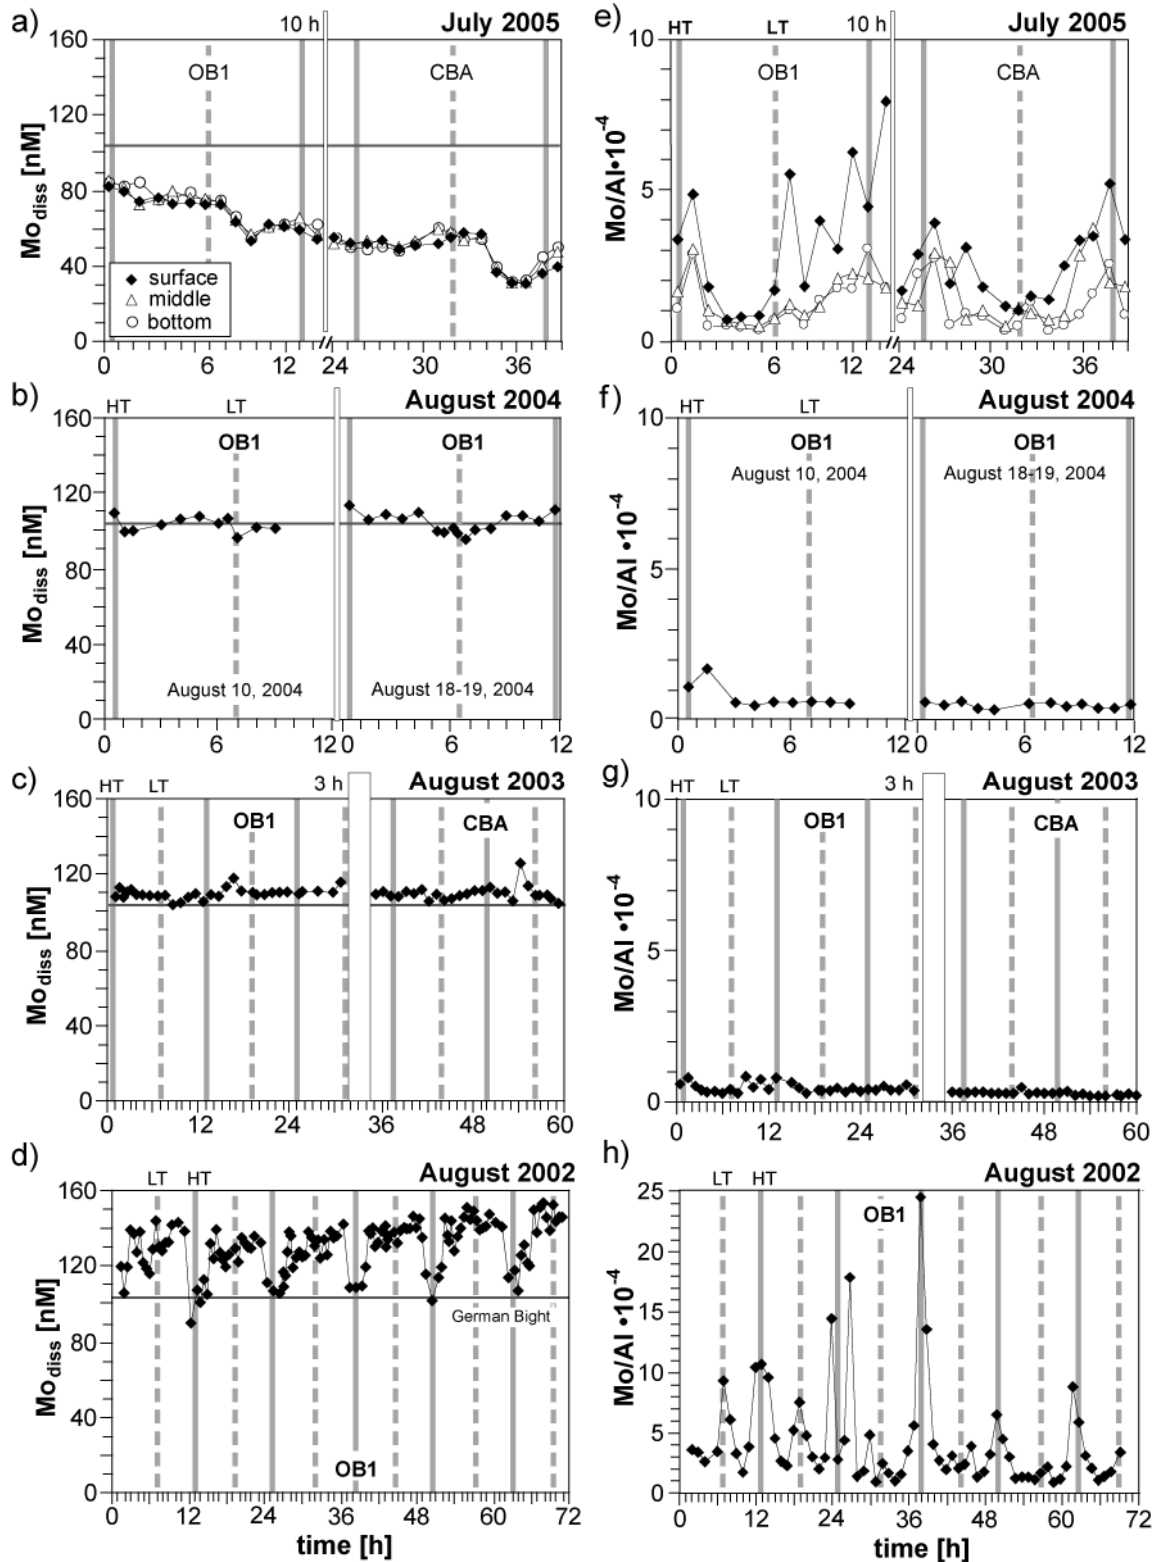 a)
10 h
July 2005
160
120
80
40
0
Mo_diss [nM]
OB1
CBA
surface
middle
bottom
0
6
12
24
30
36
e)
HT
LT
10 h
July 2005
10
5
0
Mo/Al•10⁻⁴
OB1
CBA
0
6
12
24
30
36
b)
HT
LT
August 2004
160
120
80
40
0
Mo_diss [nM]
OB1
OB1
August 10, 2004
August 18-19, 2004
0
6
12
0
6
12
f)
HT
LT
August 2004
10
5
0
Mo/Al •10⁻⁴
OB1
OB1
August 10, 2004
August 18-19, 2004
0
6
12
0
6
12
c)
HT
LT
3 h
August 2003
160
120
80
40
0
Mo_diss [nM]
OB1
CBA
0
12
24
36
48
60
g)
HT
LT
3 h
August 2003
10
5
0
Mo/Al •10⁻⁴
OB1
CBA
0
12
24
36
48
60
d)
LT
HT
August 2002
160
120
80
40
0
Mo_diss [nM]
German Bight
OB1
0
12
24
36
48
60
72
time [h]
h)
LT
HT
August 2002
25
20
15
10
5
0
Mo/Al •10⁻⁴
OB1
0
12
24
36
48
60
72
time [h]